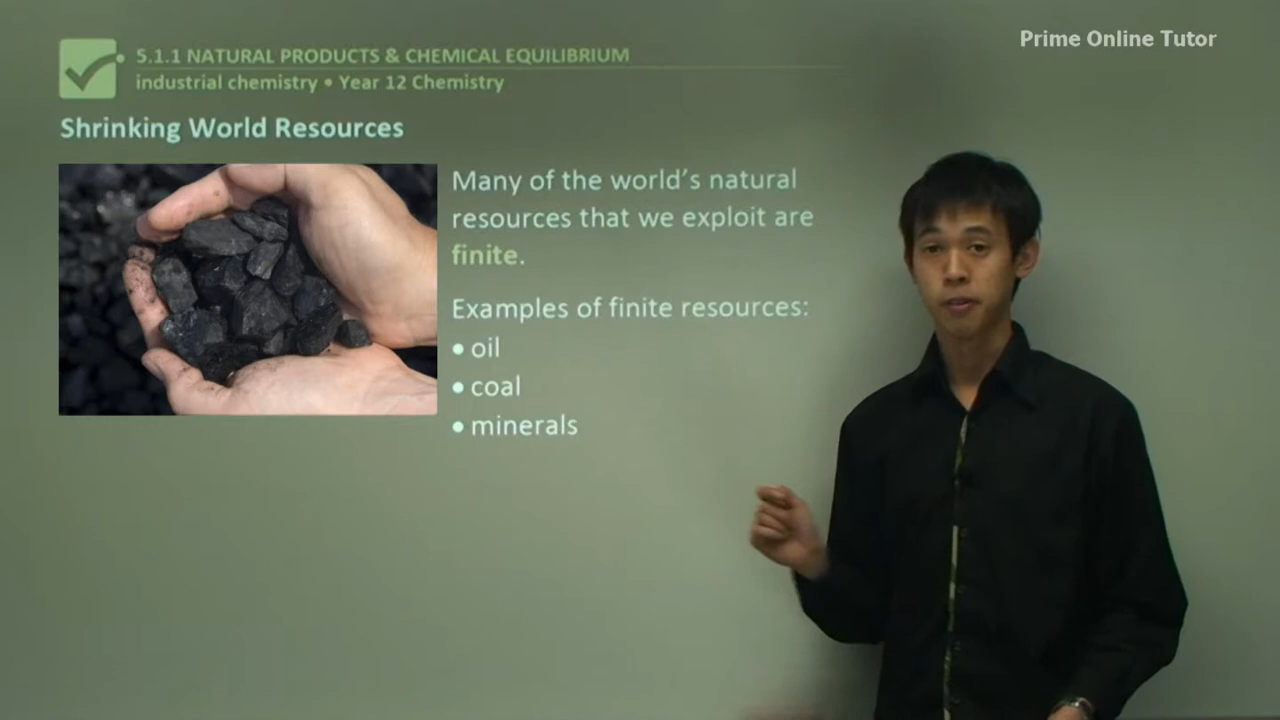 Prime Online Tutor
5.1.1 NATURAL PRODUCTS & CHEMICAL EQUILIBRIUM
industrial chemistry • Year 12 Chemistry
Shrinking World Resources
Many of the world's natural
resources that we exploit are
finite.
Examples of finite resources:
• oil
• coal
• minerals